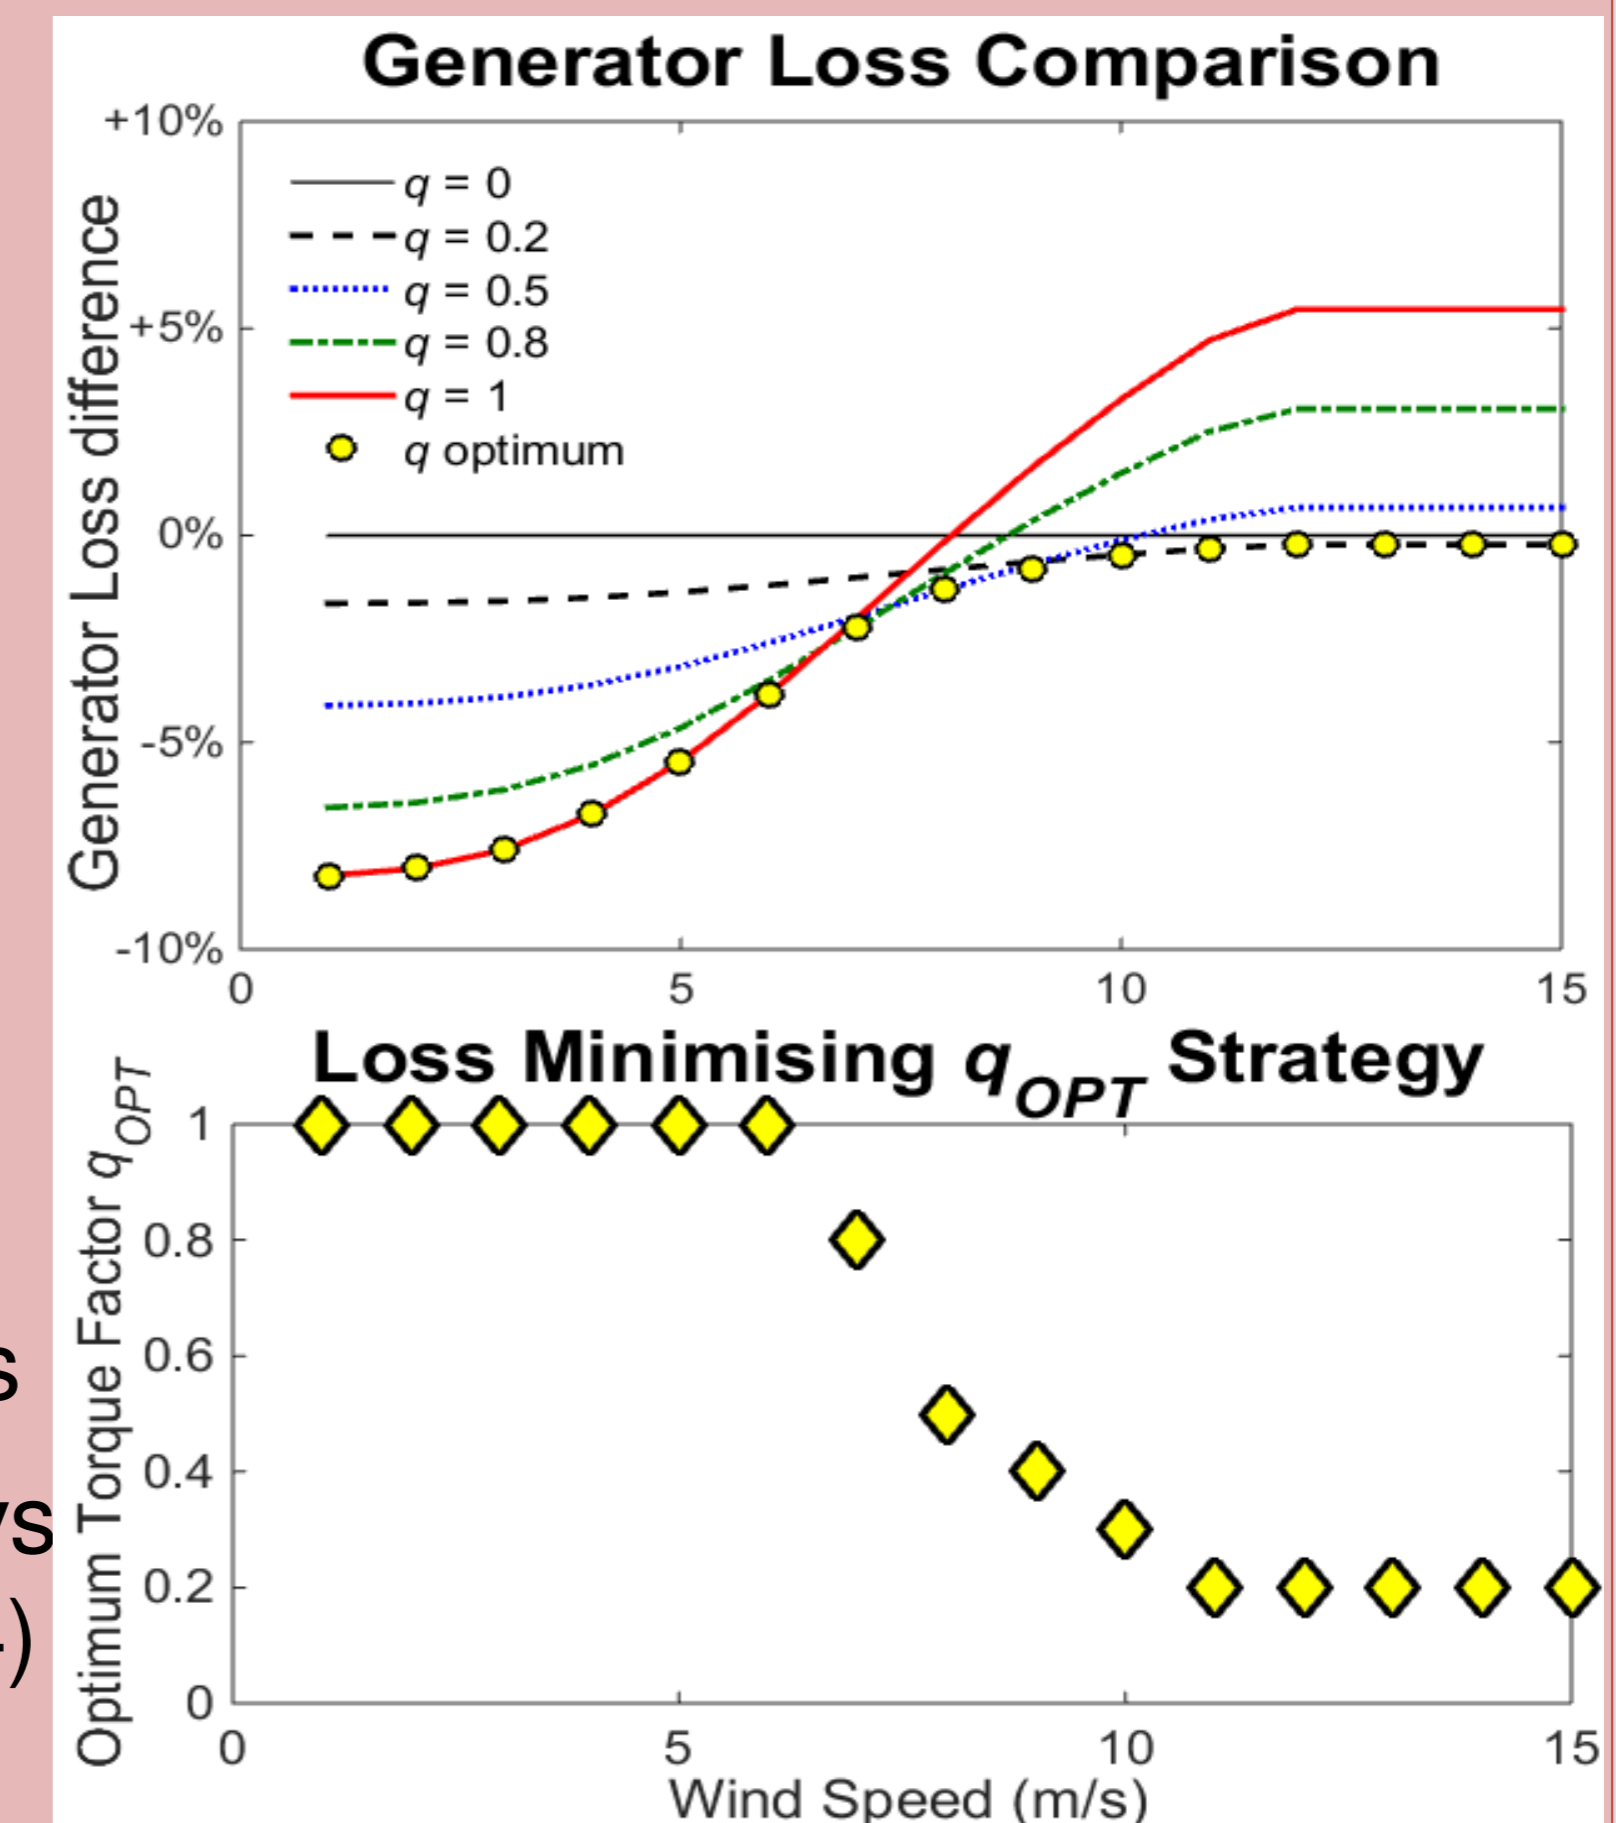 Generator Loss Comparison
Generator Loss difference
+10%
+5%
0%
-5%
-10%
q = 0
q = 0.2
q = 0.5
q = 0.8
q = 1
q optimum
0 5 10 15
Loss Minimising qOPT Strategy
Optimum Torque Factor qOPT
1
0.8
0.6
0.4
0.2
0
0 5 10 15
Wind Speed (m/s)